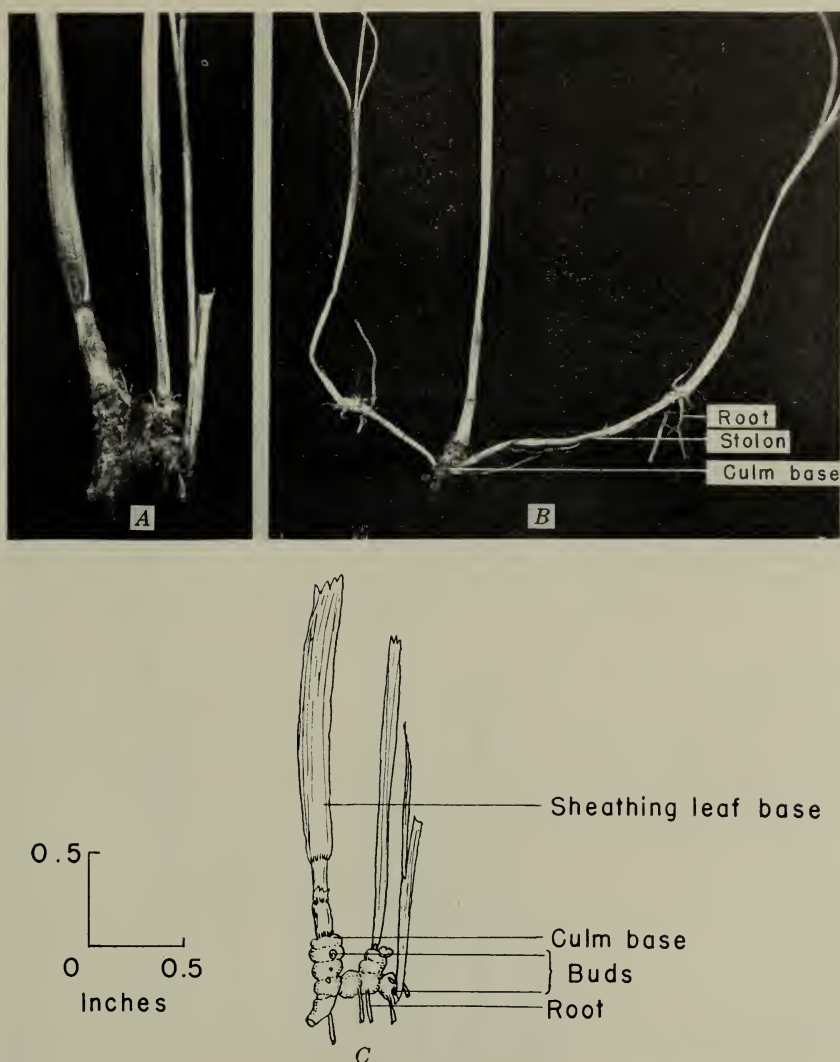 A
B
Root
Stolon
Culm base
Sheathing leaf base
0.5
Culm base
Buds
0
0.5
Root
Inches
C